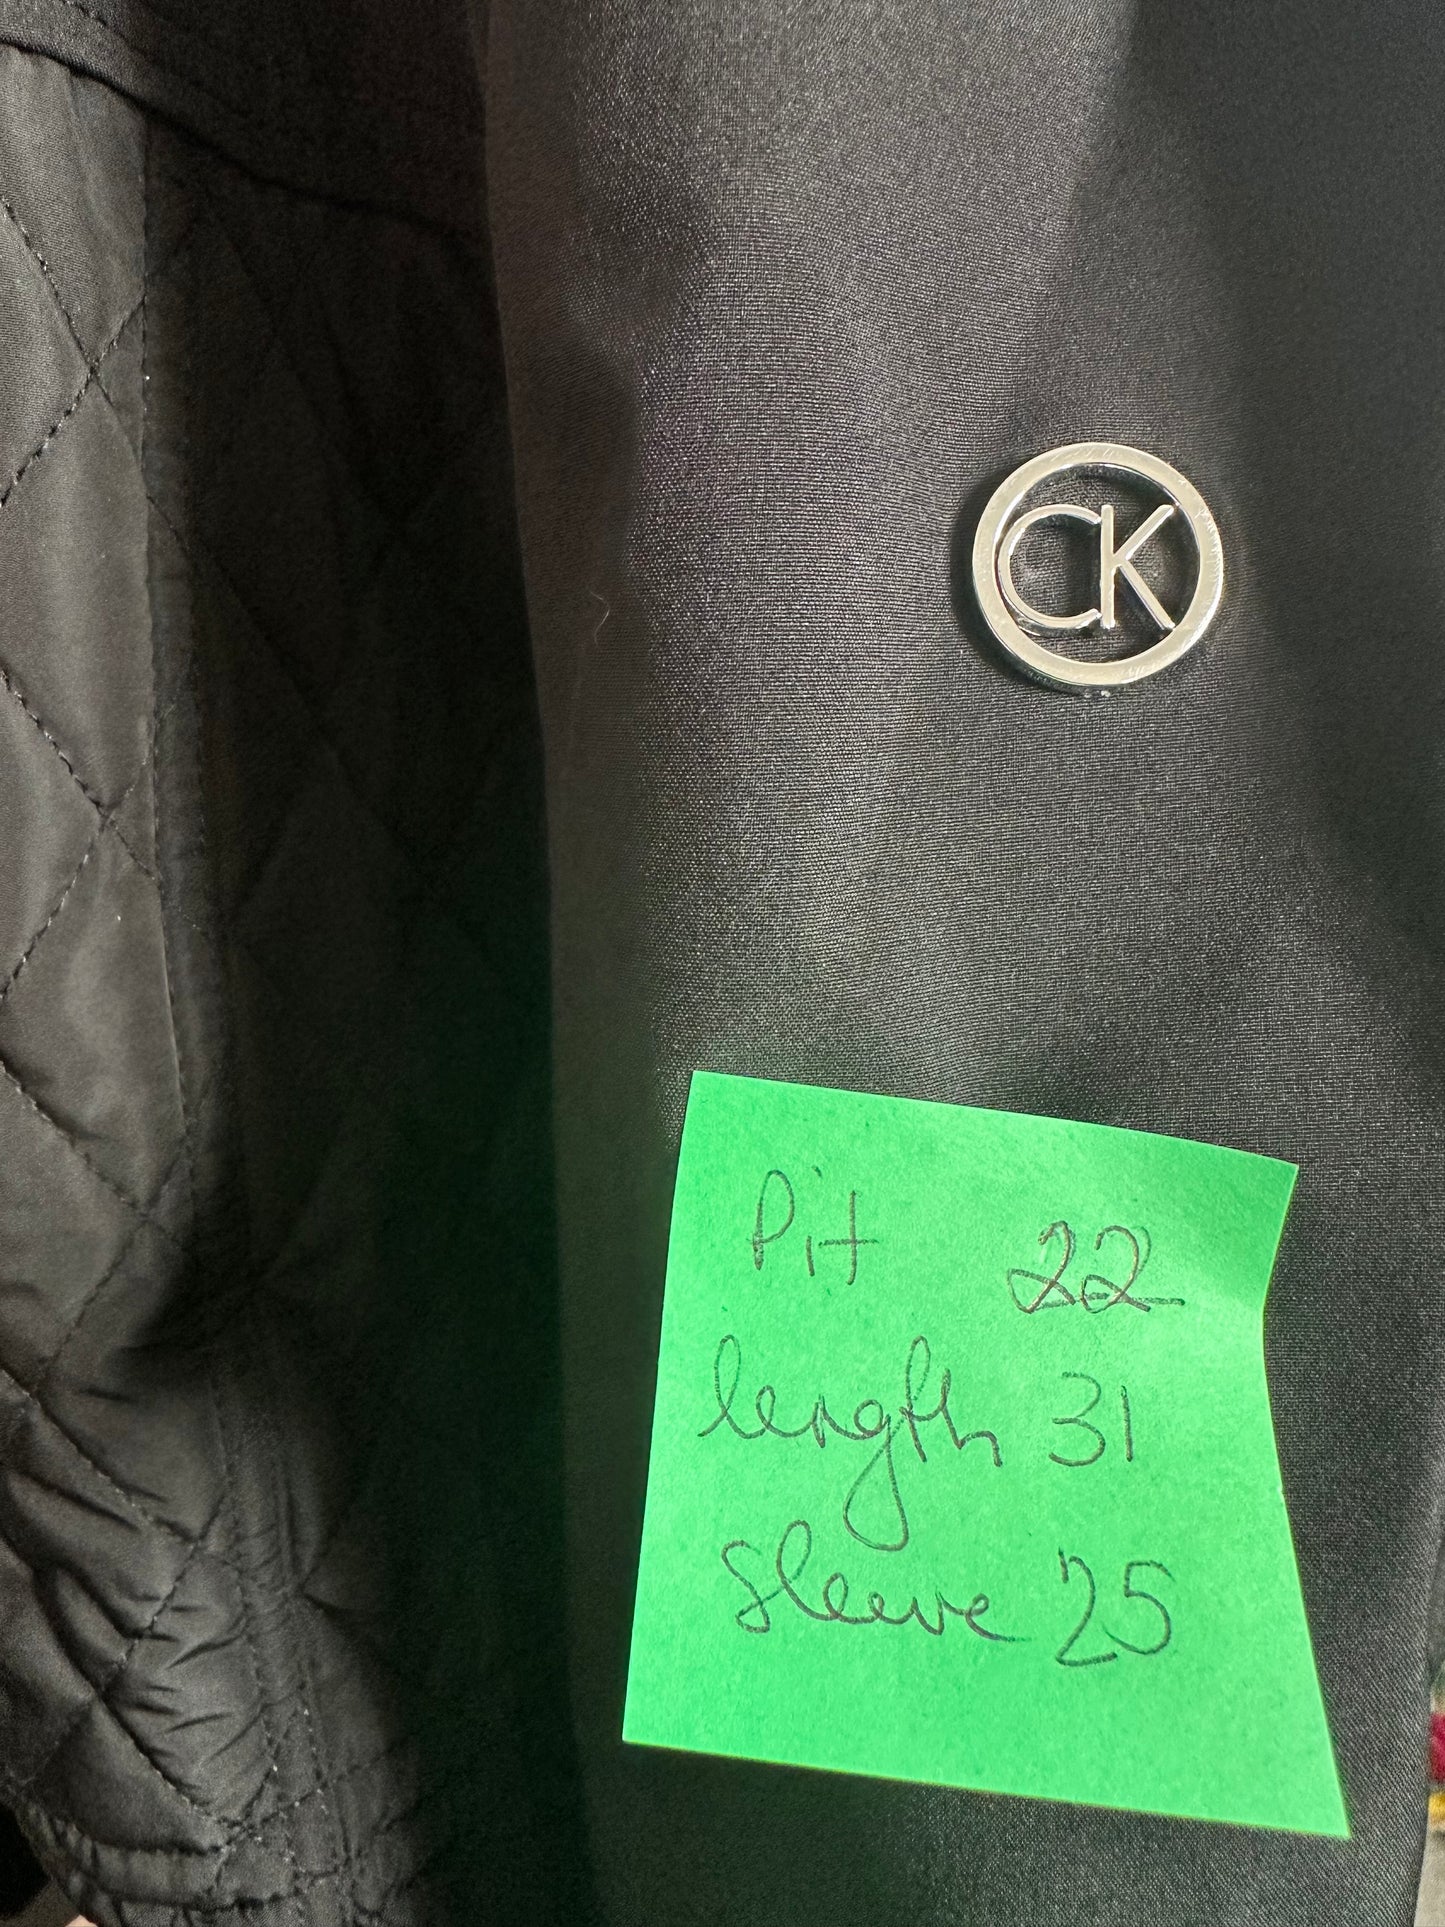 CK
Pit 22
length 31
sleeve 25